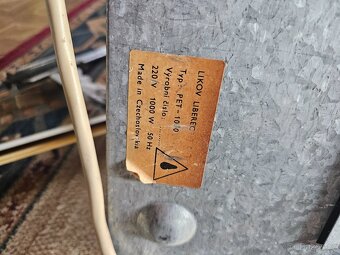 LIKOV LIBEREC
Typ: PET-10/0
Výrobní číslo: ..........
220 V 1000 W 50 Hz
Made in Czechoslovakia